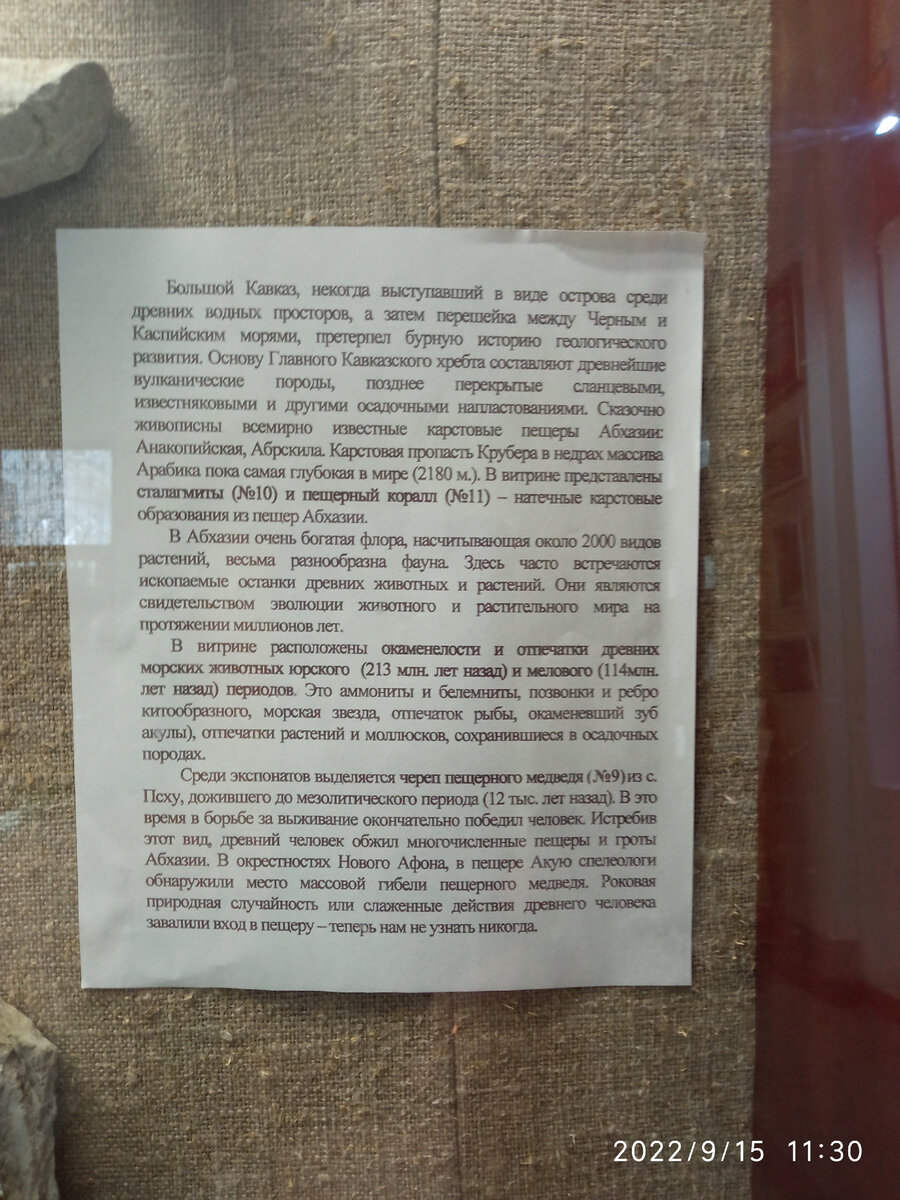 Большой Кавказ, некогда выступавший в виде острова среди
древних водных просторов, а затем перешейка между Черным и
Каспийским морями, претерпел бурную историю геологического
развития. Основу Главного Кавказского хребта составляют древнейшие
вулканические породы, позднее перекрытые сланцевыми,
известняковыми и другими осадочными напластованиями. Сказочно
живописны всемирно известные карстовые пещеры Абхазии:
Анакопийская, Абрскила. Карстовая пропасть Крубера в недрах массива
Арабика пока самая глубокая в мире (2180 м.). В витрине представлены
сталагмиты (№10) и пещерный коралл (№11) – натечные карстовые
образования из пещер Абхазии.
В Абхазии очень богатая флора, насчитывающая около 2000 видов
растений, весьма разнообразна фауна. Здесь часто встречаются
ископаемые останки древних животных и растений. Они являются
свидетельством эволюции животного и растительного мира на
протяжении миллионов лет.
В витрине расположены окаменелости и отпечатки древних
морских животных юрского (213 млн. лет назад) и мелового (114млн.
лет назад) периодов. Это аммониты и белемниты, позвонки и ребро
китообразного, морская звезда, отпечаток рыбы, окаменевший зуб
акулы), отпечатки растений и моллюсков, сохранившиеся в осадочных
породах.
Среди экспонатов выделяется череп пещерного медведя (№9) из с.
Псху, дожившего до мезолитического периода (12 тыс. лет назад). В это
время в борьбе за выживание окончательно победил человек. Истребив
этот вид, древний человек обжил многочисленные пещеры и гроты
Абхазии. В окрестностях Нового Афона, в пещере Акую спелеологи
обнаружили место массовой гибели пещерного медведя. Роковая
природная случайность или слаженные действия древнего человека
завалили вход в пещеру – теперь нам не узнать никогда.
2022/9/15 11:30